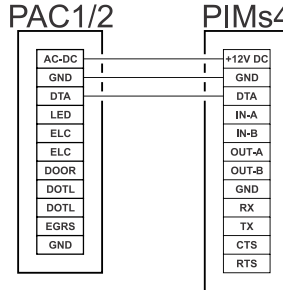 PAC1/2
PIMs4
AC-DC
GND
DTA
LED
ELC
ELC
DOOR
DOTL
DOTL
EGRS
GND
+12V DC
GND
DTA
IN-A
IN-B
OUT-A
OUT-B
GND
RX
TX
CTS
RTS